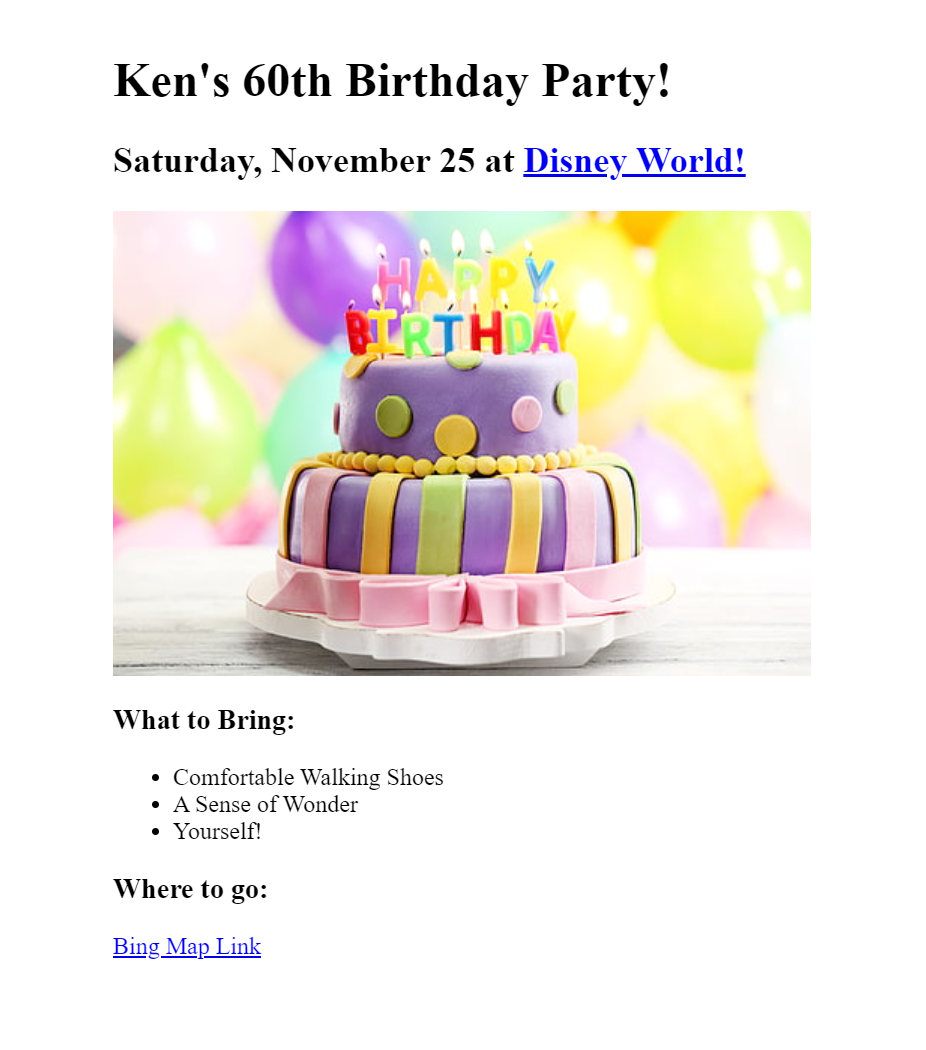 Ken's 60th Birthday Party!
Saturday, November 25 at Disney World!
HAPPY
BIRTHDAY
What to Bring:
Comfortable Walking Shoes
A Sense of Wonder
Yourself!
Where to go:
Bing Map Link